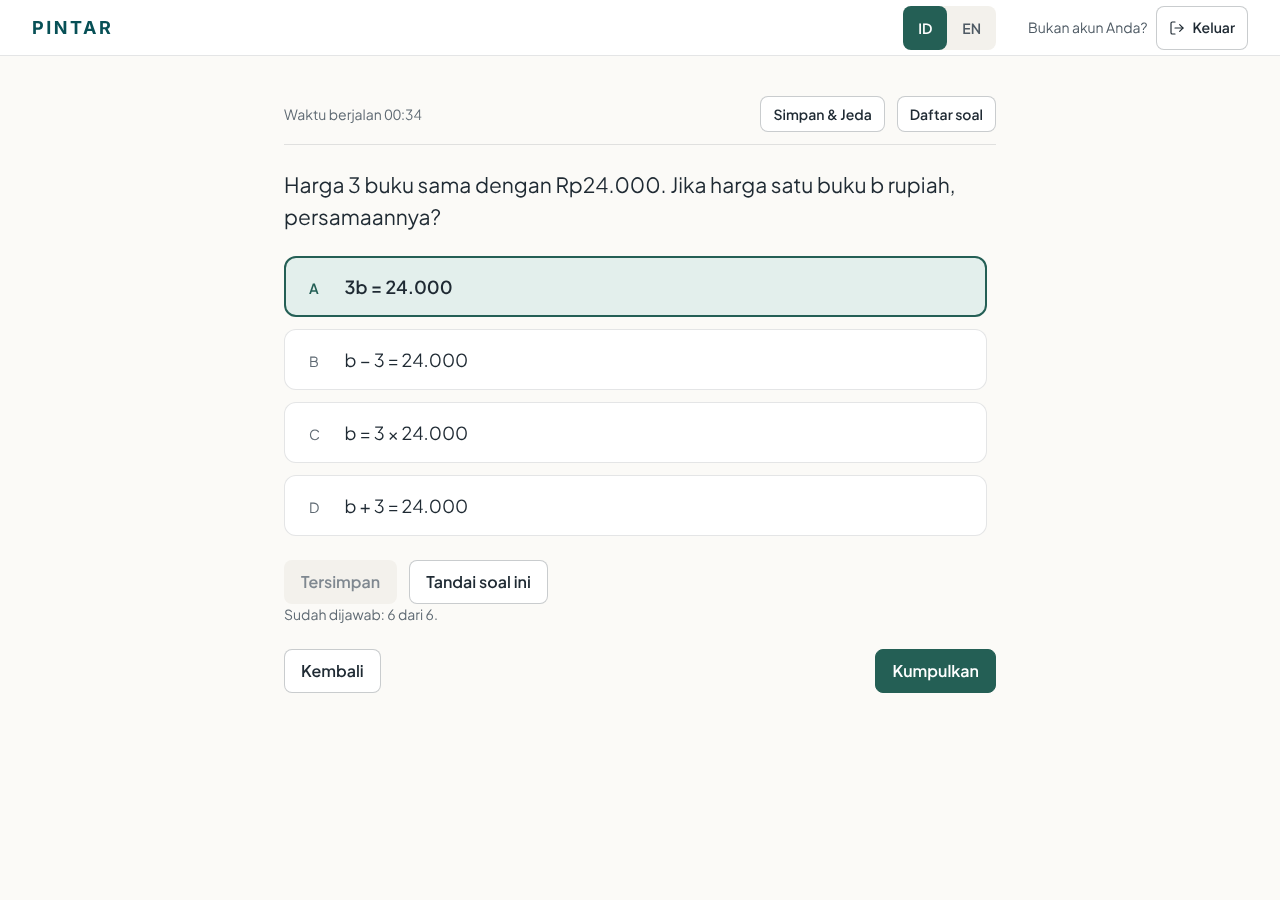 PINTAR
ID EN Bukan akun Anda? Keluar
Waktu berjalan 00:34 Simpan & Jeda Daftar soal
Harga 3 buku sama dengan Rp24.000. Jika harga satu buku b rupiah,
persamaannya?
A 3b = 24.000
B b − 3 = 24.000
C b = 3 × 24.000
D b + 3 = 24.000
Tersimpan Tandai soal ini
Sudah dijawab: 6 dari 6.
Kembali Kumpulkan